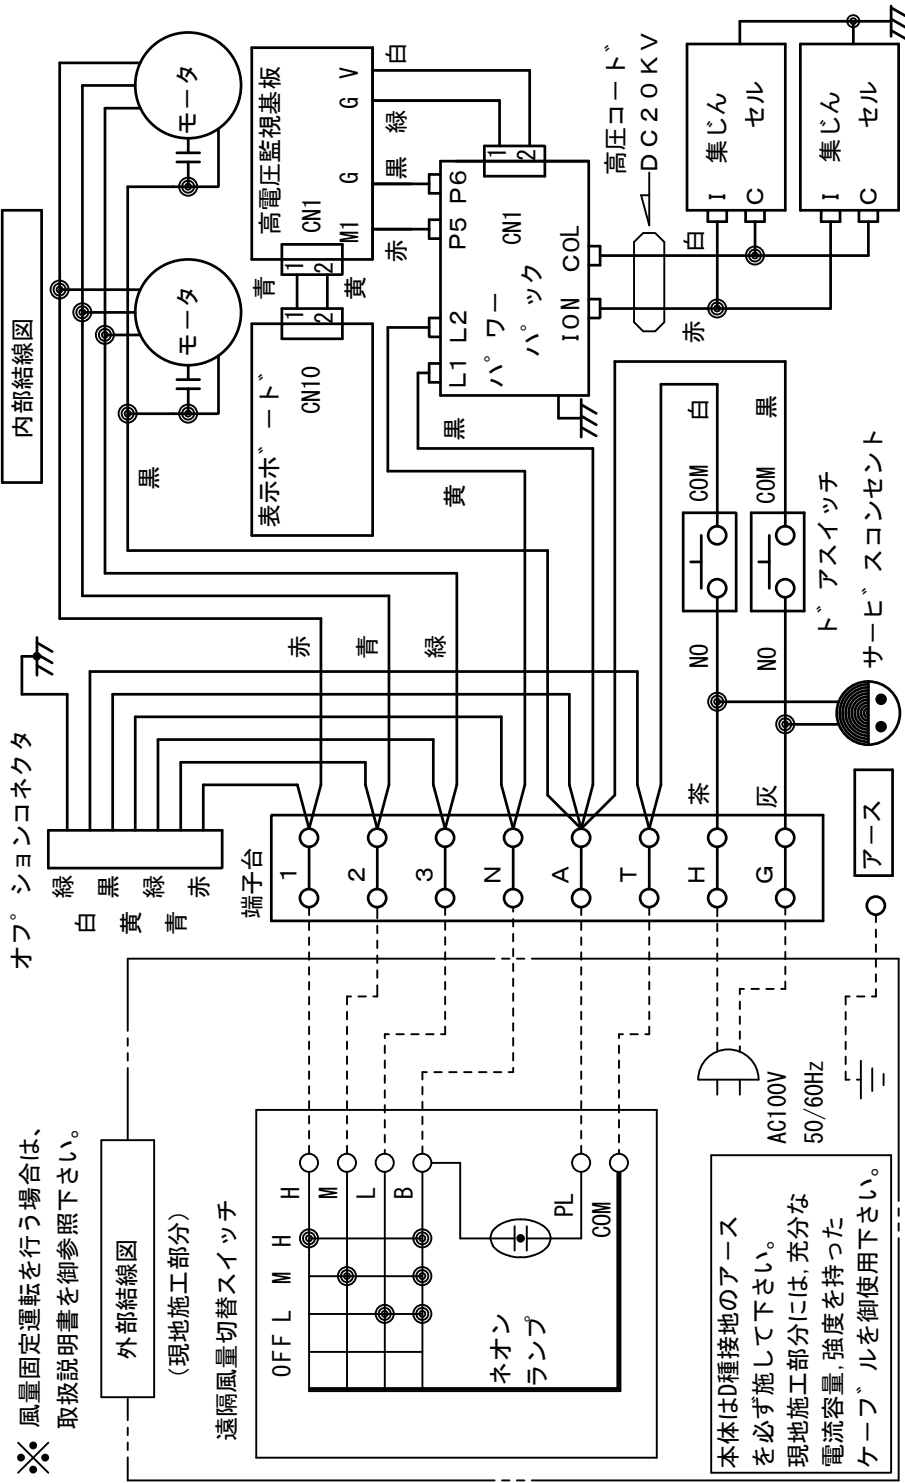 ※ 風量固定運転を行う場合は、
取扱説明書を御参照下さい。
外部結線図
(現地施工部分)
遠隔風量切替スイッチ
OFF L M H
H
M
L
B
PL
COM
ネオン
ランプ
本体はD種接地のアース
を必ず施して下さい。
現地施工部分には,充分な
電流容量,強度を持った
ケーブルを御使用下さい。
AC100V
50/60Hz
オプションコネクタ
緑
白
黒
黄
緑
青
赤
端子台
1
2
3
N
A
T
H
G
アース
茶
灰
NO
NO
COM
COM
白
黒
ドアスイッチ
サービスコンセント
内部結線図
赤
青
緑
黒
モータ
モータ
表示ボード
CN10
1
2
青
黄
1
2
高電圧監視基板
CN1
M1
G
G
V
赤
黒
緑
白
黄
黒
L1
L2
P5
P6
パワー
パック
CN1
1
2
ION
COL
高圧コード
DC20KV
赤
白
I
C
集じん
セル
I
C
集じん
セル